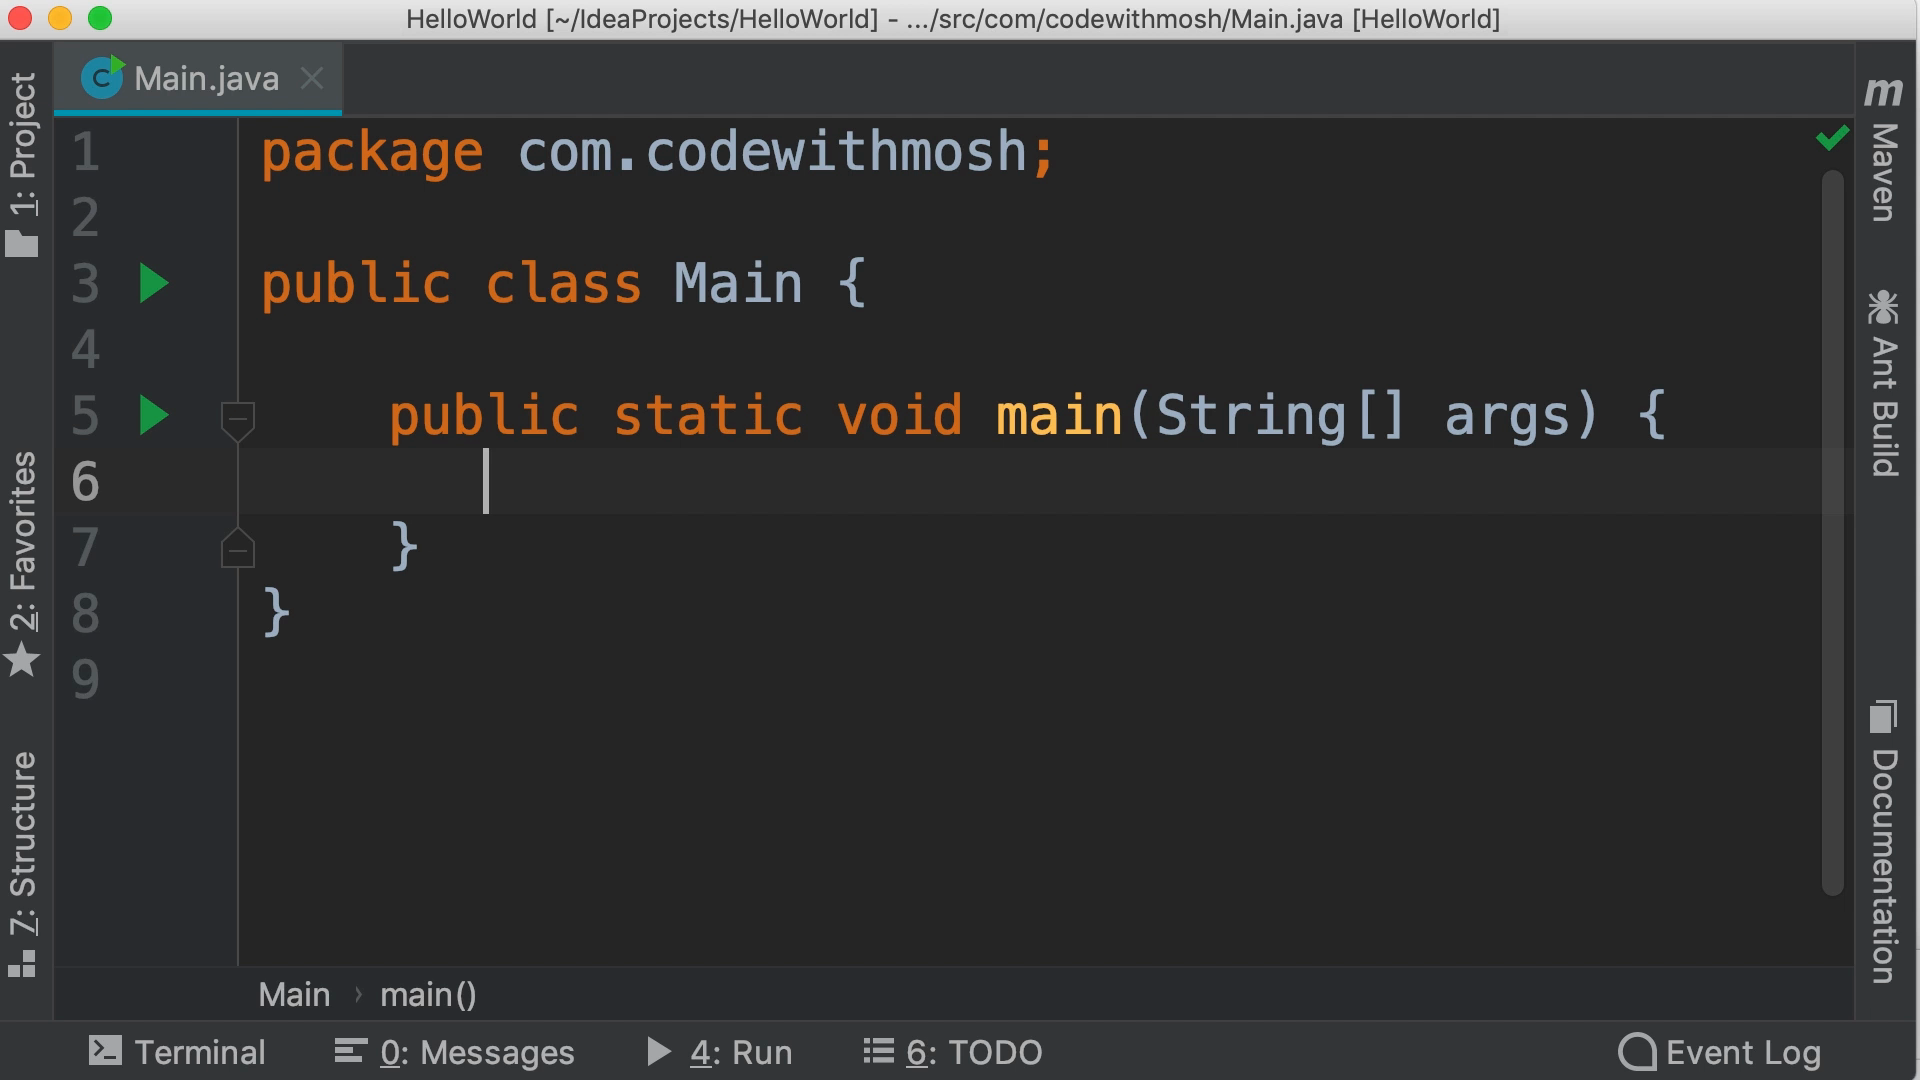 HelloWorld [~/IdeaProjects/HelloWorld] - .../src/com/codewithmosh/Main.java [HelloWorld]
Main.java
1: Project
2: Favorites
7: Structure
1 package com.codewithmosh;
2
3 public class Main {
4
5     public static void main(String[] args) {
6
7     }
8 }
9
Main › main()
m Maven
Ant Build
Documentation
Terminal 0: Messages 4: Run 6: TODO Event Log